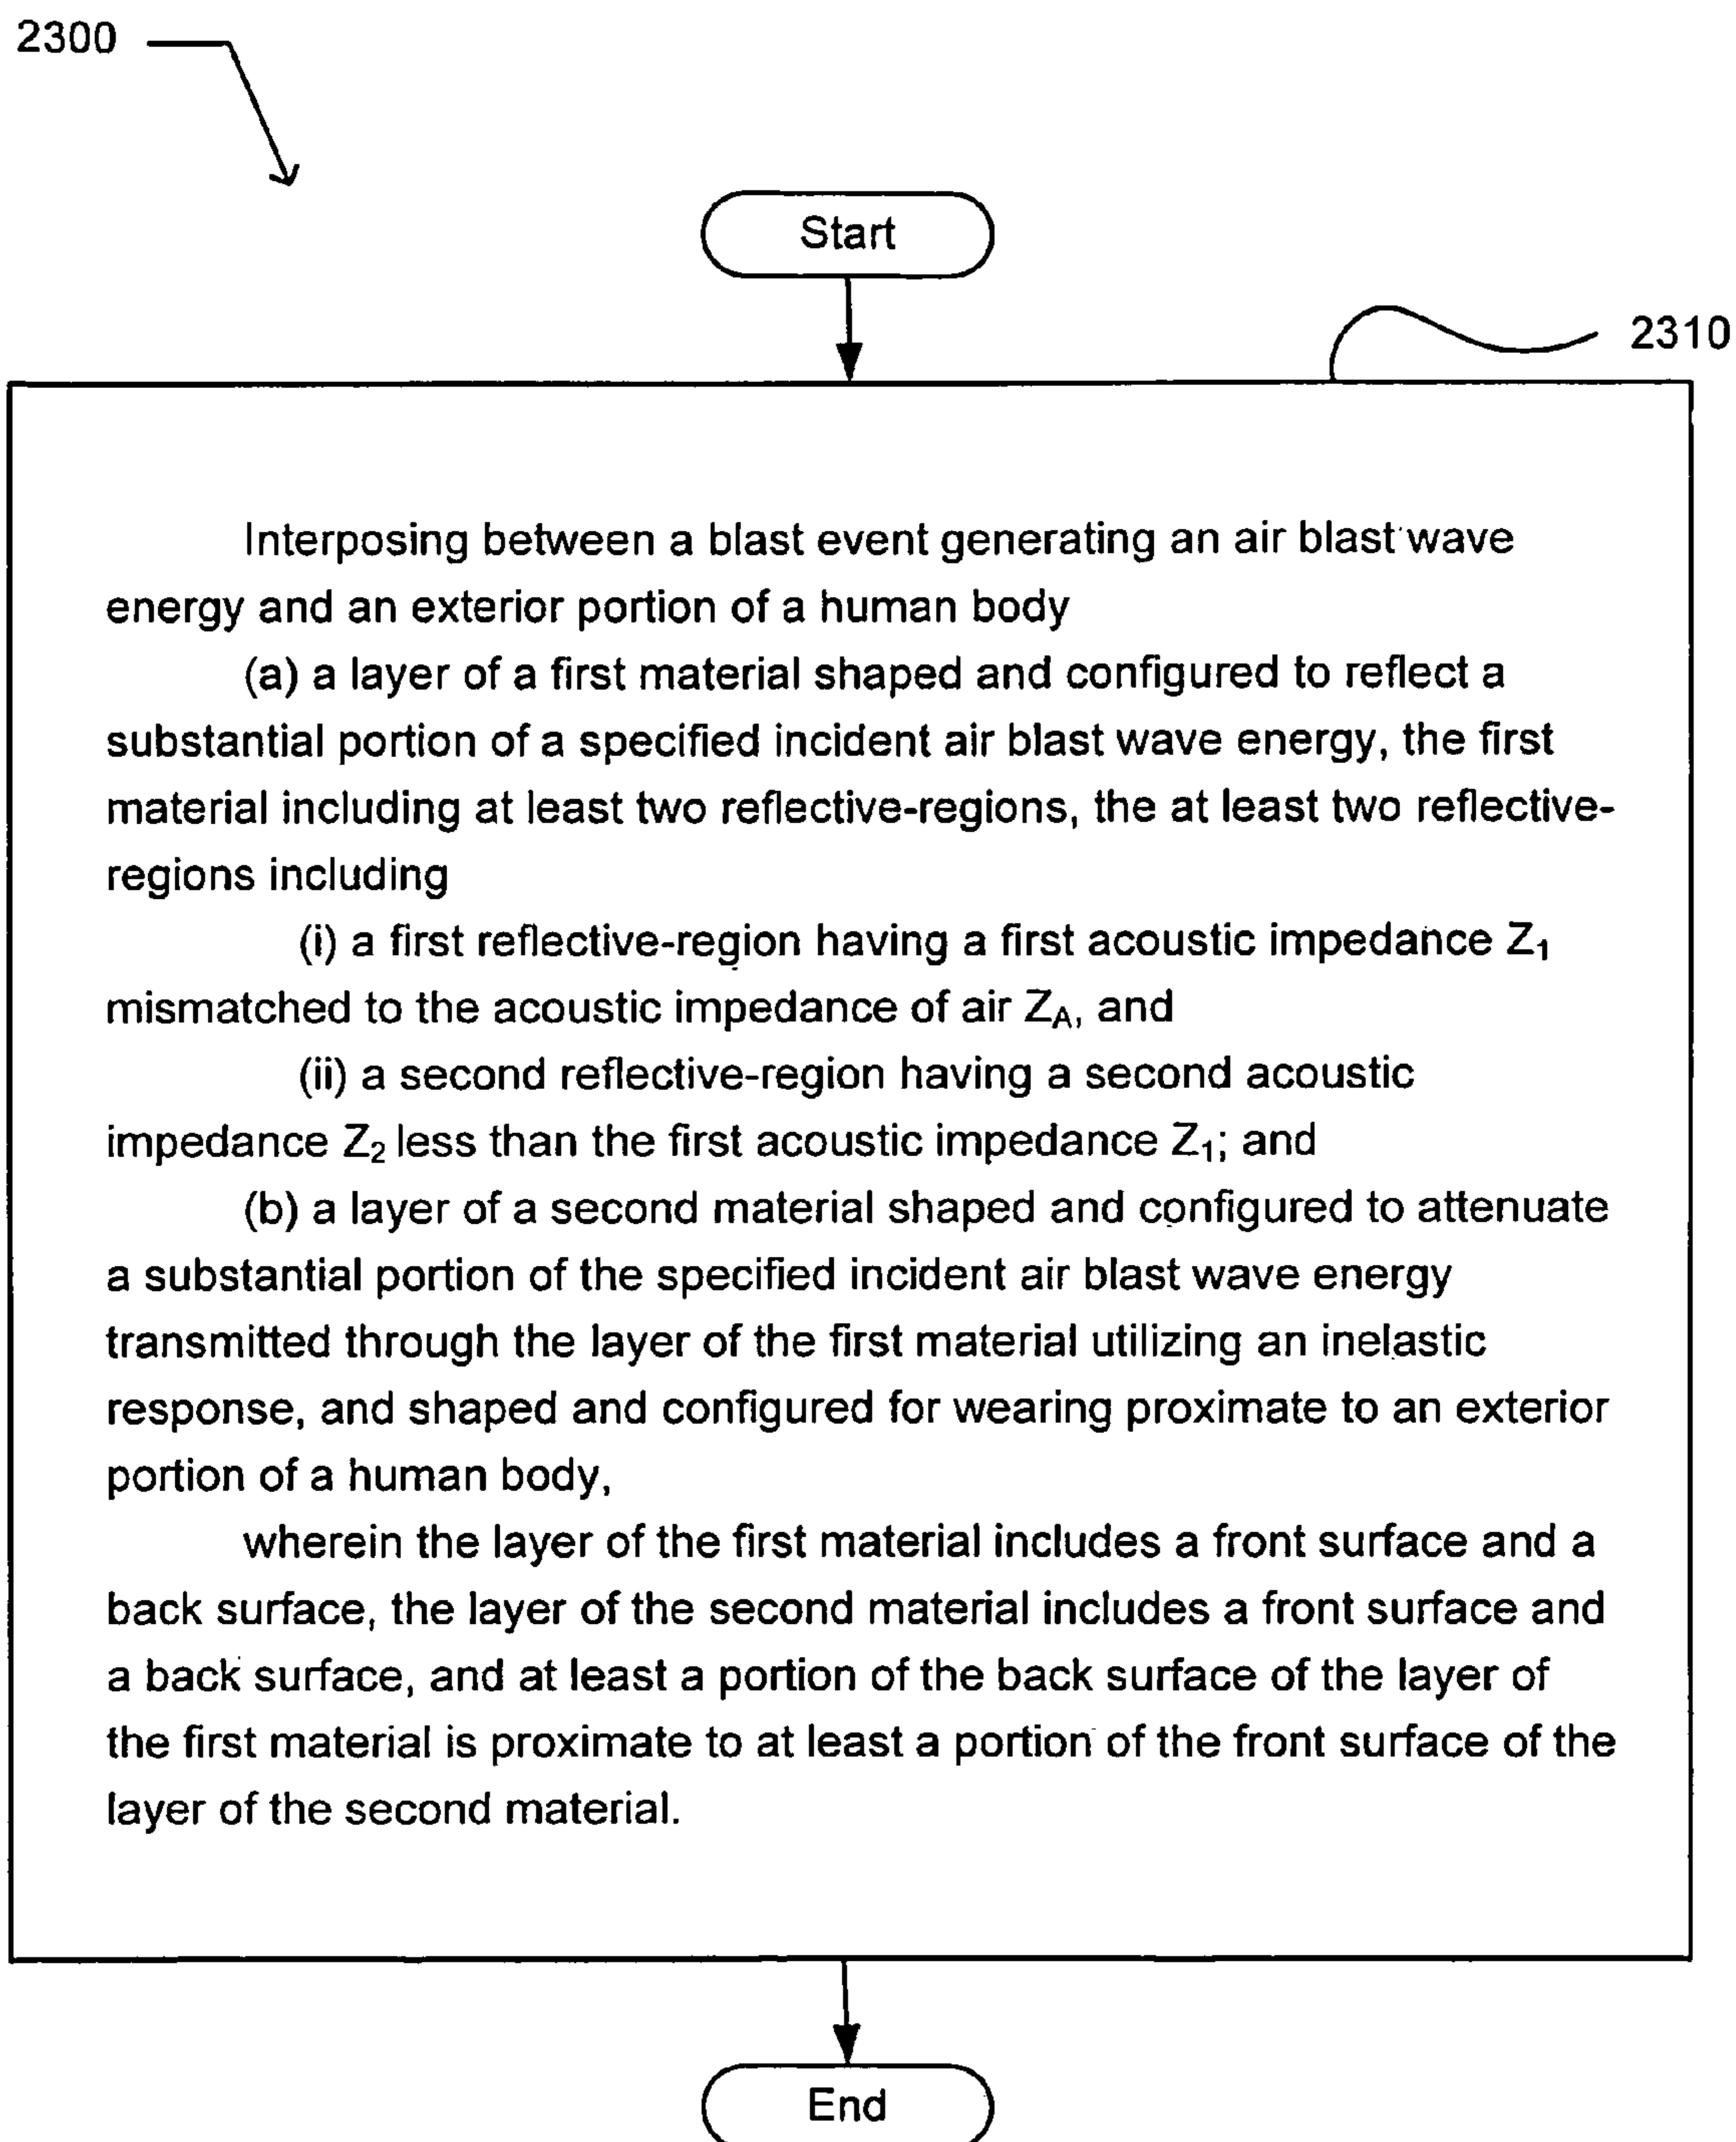 2300
Start
2310
Interposing between a blast event generating an air blast wave
energy and an exterior portion of a human body
(a) a layer of a first material shaped and configured to reflect a
substantial portion of a specified incident air blast wave energy, the first
material including at least two reflective-regions, the at least two reflective-
regions including
(i) a first reflective-region having a first acoustic impedance Z₁
mismatched to the acoustic impedance of air Z_A, and
(ii) a second reflective-region having a second acoustic
impedance Z₂ less than the first acoustic impedance Z₁; and
(b) a layer of a second material shaped and configured to attenuate
a substantial portion of the specified incident air blast wave energy
transmitted through the layer of the first material utilizing an inelastic
response, and shaped and configured for wearing proximate to an exterior
portion of a human body,
wherein the layer of the first material includes a front surface and a
back surface, the layer of the second material includes a front surface and
a back surface, and at least a portion of the back surface of the layer of
the first material is proximate to at least a portion of the front surface of the
layer of the second material.
End